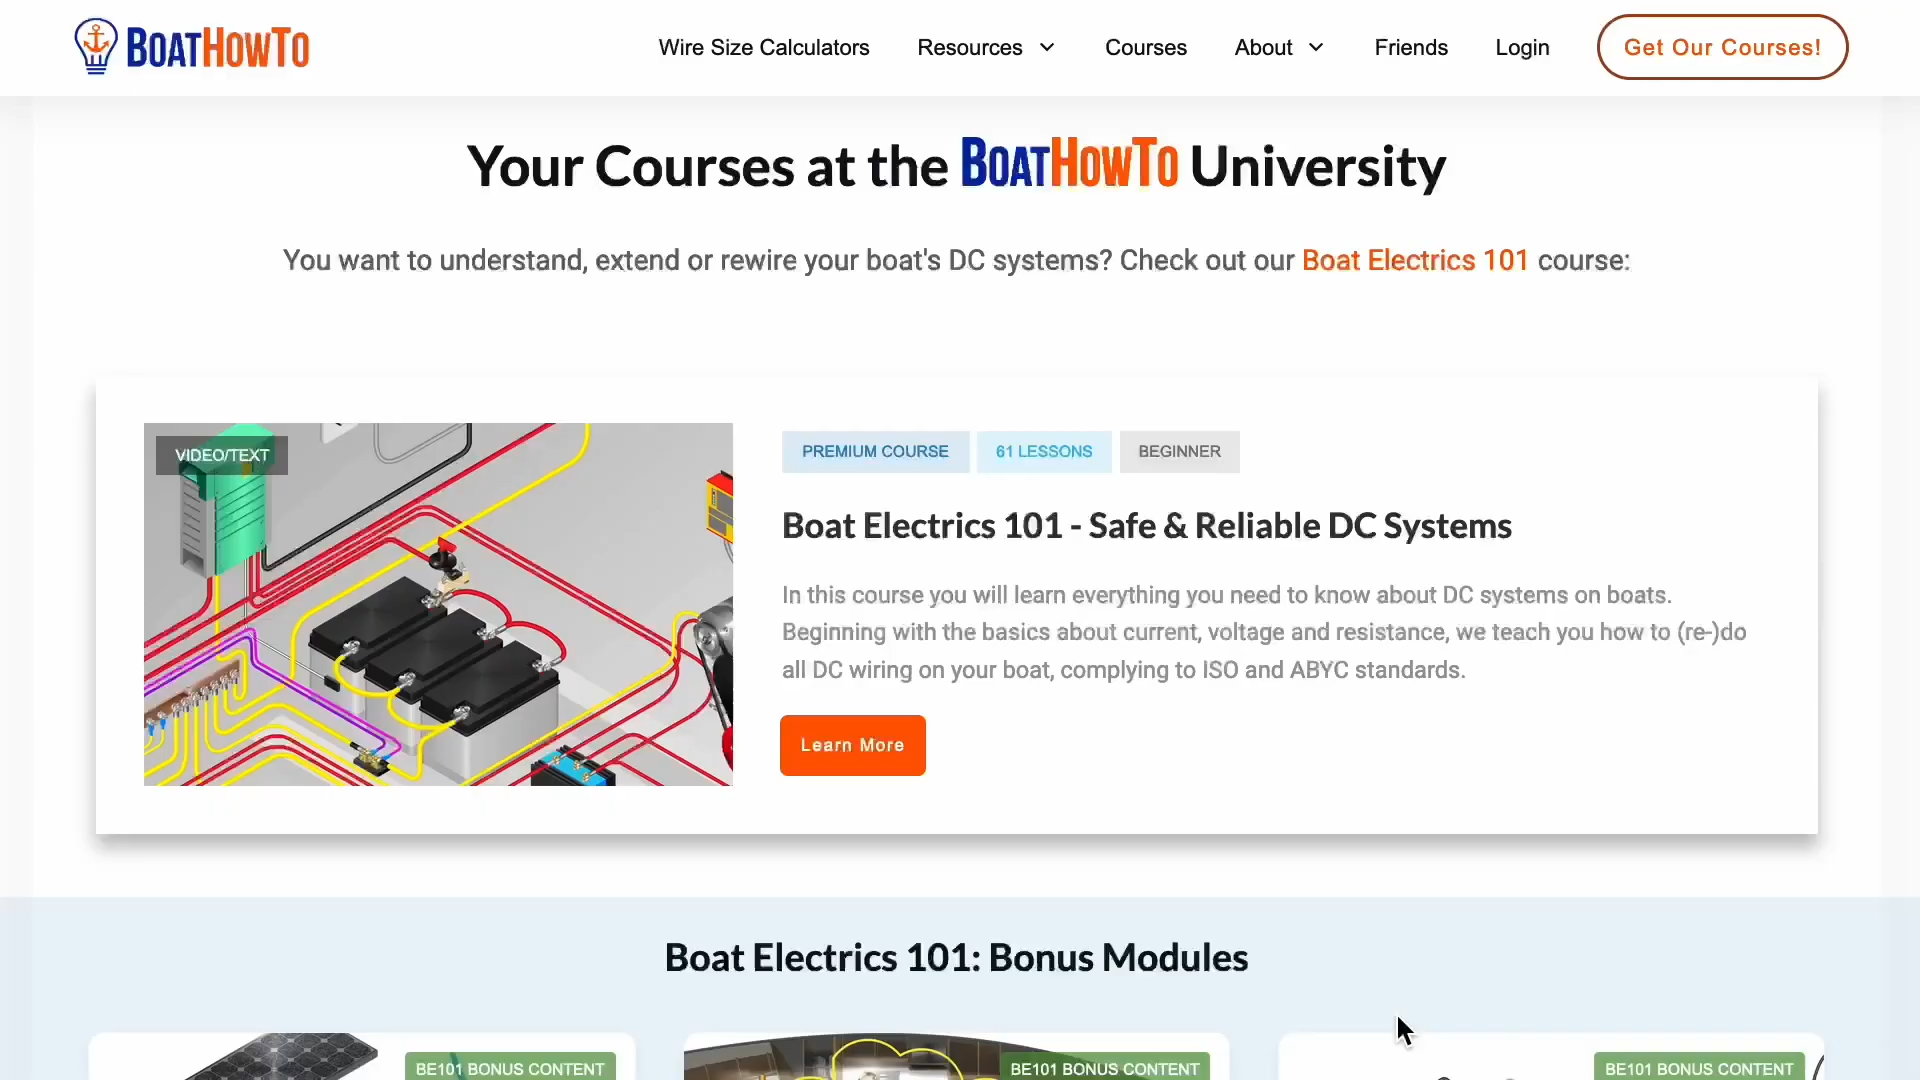 BOATHOWTO
Wire Size Calculators
Resources
Courses
About
Friends
Login
Get Our Courses!
Your Courses at the BOATHOWTO University
You want to understand, extend or rewire your boat's DC systems? Check out our Boat Electrics 101 course:
VIDEO/TEXT
PREMIUM COURSE
61 LESSONS
BEGINNER
Boat Electrics 101 - Safe & Reliable DC Systems
In this course you will learn everything you need to know about DC systems on boats.
Beginning with the basics about current, voltage and resistance, we teach you how to (re-)do
all DC wiring on your boat, complying to ISO and ABYC standards.
Learn More
Boat Electrics 101: Bonus Modules
BE101 BONUS CONTENT
BE101 BONUS CONTENT
BE101 BONUS CONTENT